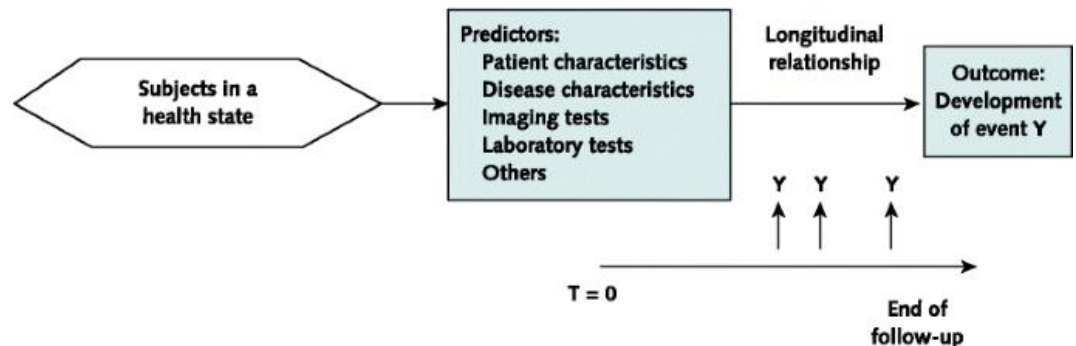 Subjects in a
health state
Predictors:
Patient characteristics
Disease characteristics
Imaging tests
Laboratory tests
Others
Longitudinal
relationship
Outcome:
Development
of event Y
Y Y Y
T = 0
End of
follow-up